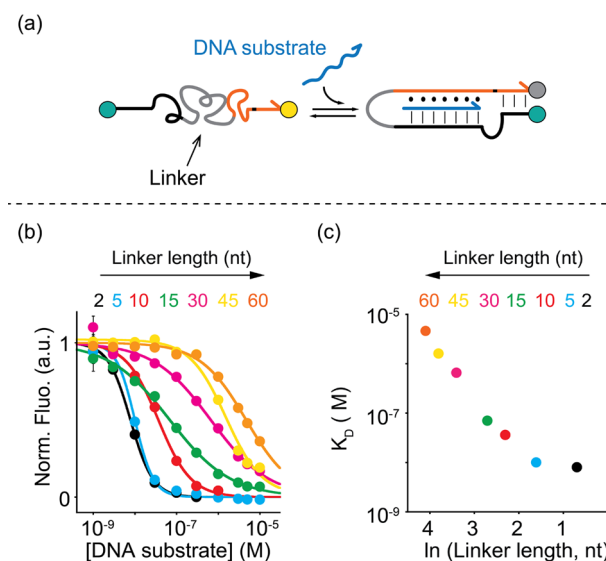 (a)
DNA substrate
Linker
(b)
Linker length (nt)
2 5 10 15 30 45 60
Norm. Fluo. (a.u.)
1
0
10⁻⁹ 10⁻⁷ 10⁻⁵
[DNA substrate] (M)
(c)
Linker length (nt)
60 45 30 15 10 5 2
K_D ( M)
10⁻⁵
10⁻⁷
10⁻⁹
4 3 2 1
ln (Linker length, nt)